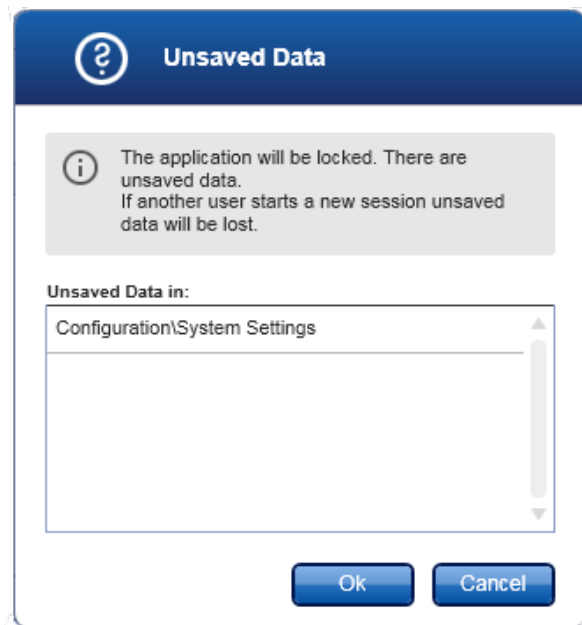 Unsaved Data
The application will be locked. There are
unsaved data.
If another user starts a new session unsaved
data will be lost.
Unsaved Data in:
Configuration\System Settings
Ok
Cancel